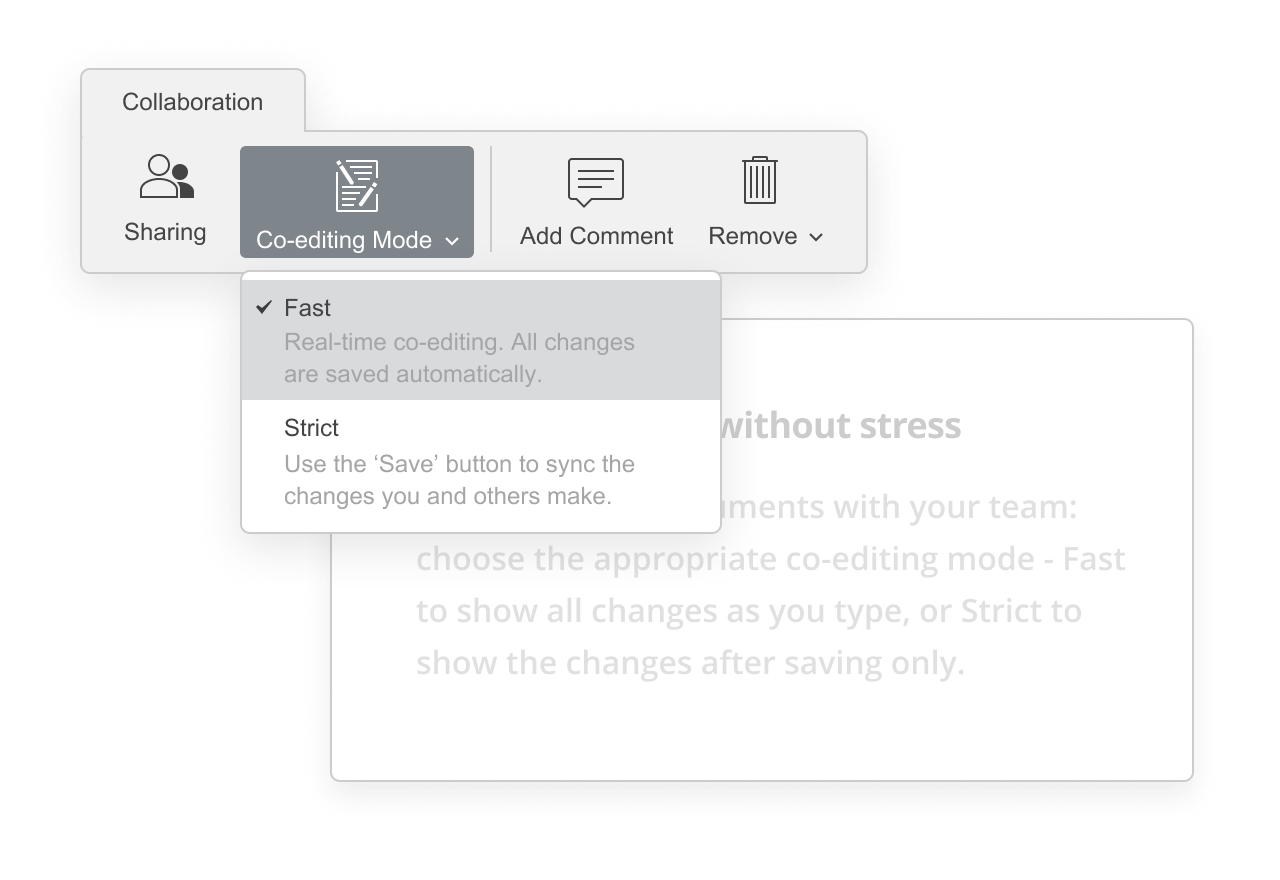 Collaboration
Sharing
Co-editing Mode
Add Comment
Remove
Fast
Real-time co-editing. All changes
are saved automatically.
Strict
Use the ‘Save’ button to sync the
changes you and others make.
without stress
with your team:
choose the appropriate co-editing mode - Fast
to show all changes as you type, or Strict to
show the changes after saving only.